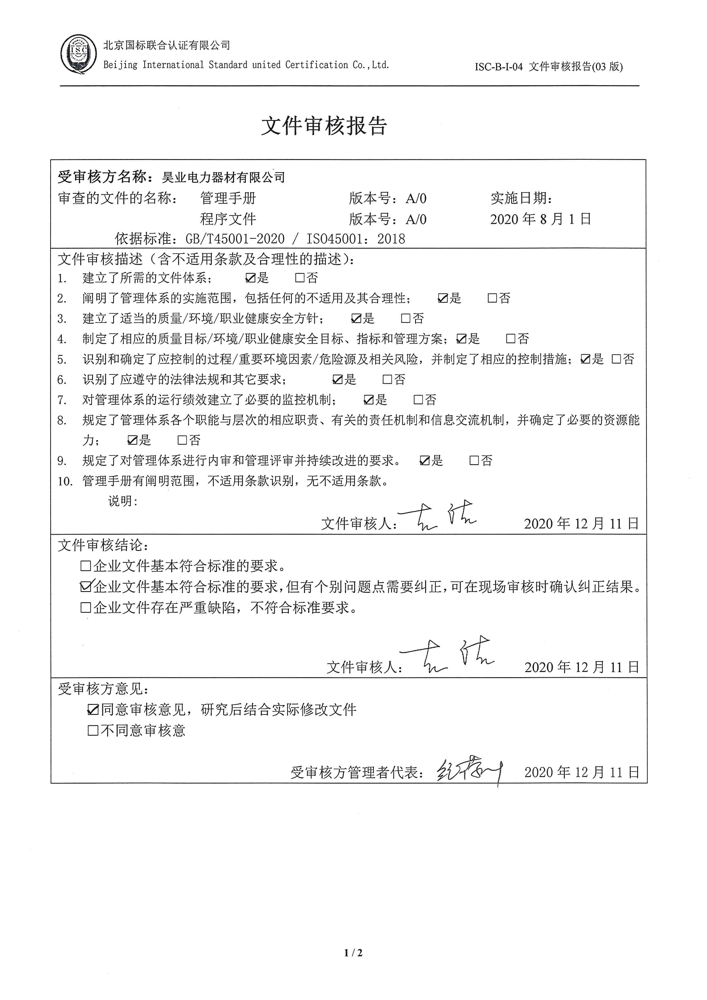 ISC
北京国标联合认证有限公司
Beijing International Standard united Certification Co.,Ltd.
ISC-B-I-04 文件审核报告(03 版)
文件审核报告
受审核方名称：昊业电力器材有限公司
审查的文件的名称： 管理手册 版本号：A/0 实施日期：
程序文件 版本号：A/0 2020 年 8 月 1 日
依据标准：GB/T45001-2020 / ISO45001：2018
文件审核描述（含不适用条款及合理性的描述）：
1. 建立了所需的文件体系； ☑是 □否
2. 阐明了管理体系的实施范围，包括任何的不适用及其合理性； ☑是 □否
3. 建立了适当的质量/环境/职业健康安全方针； ☑是 □否
4. 制定了相应的质量目标/环境/职业健康安全目标、指标和管理方案；☑是 □否
5. 识别和确定了应控制的过程/重要环境因素/危险源及相关风险，并制定了相应的控制措施；☑是 □否
6. 识别了应遵守的法律法规和其它要求； ☑是 □否
7. 对管理体系的运行绩效建立了必要的监控机制； ☑是 □否
8. 规定了管理体系各个职能与层次的相应职责、有关的责任机制和信息交流机制，并确定了必要的资源能
力； ☑是 □否
9. 规定了对管理体系进行内审和管理评审并持续改进的要求。 ☑是 □否
10. 管理手册有阐明范围，不适用条款识别，无不适用条款。
说明：
文件审核人： 2020 年 12 月 11 日
文件审核结论：
□企业文件基本符合标准的要求。
☑企业文件基本符合标准的要求，但有个别问题点需要纠正，可在现场审核时确认纠正结果。
□企业文件存在严重缺陷，不符合标准要求。
文件审核人： 2020 年 12 月 11 日
受审核方意见：
☑同意审核意见，研究后结合实际修改文件
□不同意审核意
受审核方管理者代表： 2020 年 12 月 11 日
1 / 2